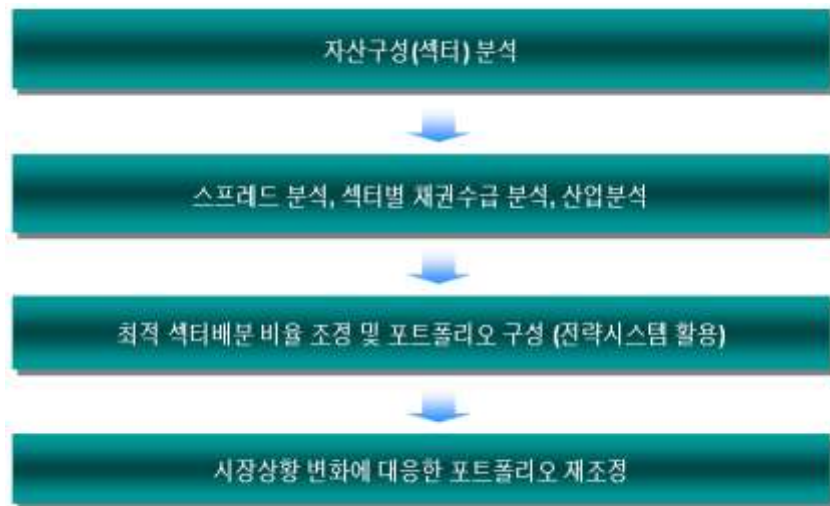 자산구성(섹터) 분석
스프레드 분석, 섹터별 채권수급 분석, 산업분석
최적 섹터배분 비율 조정 및 포트폴리오 구성 (전략시스템 활용)
시장상황 변화에 대응한 포트폴리오 재조정